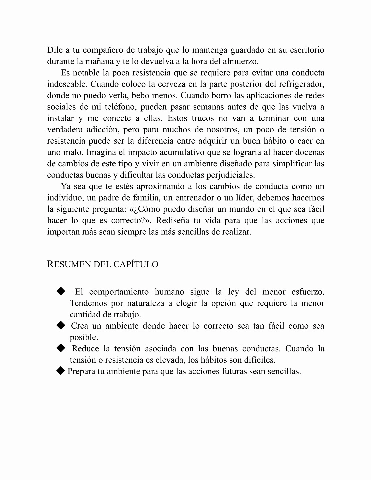 Dile a tu compañero de trabajo que lo mantenga guardado en su escritorio
durante la mañana y te lo devuelva a la hora del almuerzo.
Es notable la poca resistencia que se requiere para evitar una conducta
indeseable. Cuando coloco la cerveza en la parte posterior del refrigerador,
donde no puedo verla, bebo menos. Cuando borro las aplicaciones de redes
sociales de mi teléfono, pueden pasar semanas antes de que las vuelva a
instalar y me conecte a ellas. Estos trucos no van a terminar con una
verdadera adicción, pero para muchos de nosotros, un poco de tensión o
resistencia puede ser la diferencia entre adquirir un buen hábito o caer en
uno malo. Imagina el impacto acumulativo que se lograría al hacer docenas
de cambios de este tipo y vivir en un ambiente diseñado para simplificar las
conductas buenas y dificultar las conductas perjudiciales.
Ya sea que te estés aproximando a los cambios de conducta como un
individuo, un padre de familia, un entrenador o un líder, debemos hacernos
la siguiente pregunta: «¿Cómo puedo diseñar un mundo en el que sea fácil
hacer lo que es correcto?». Rediseña tu vida para que las acciones que
importan más sean siempre las más sencillas de realizar.
RESUMEN DEL CAPÍTULO
◆ El comportamiento humano sigue la ley del menor esfuerzo.
Tendemos por naturaleza a elegir la opción que requiere la menor
cantidad de trabajo.
◆ Crea un ambiente donde hacer lo correcto sea tan fácil como sea
posible.
◆ Reduce la tensión asociada con las buenas conductas. Cuando la
tensión o resistencia es elevada, los hábitos son difíciles.
◆ Prepara tu ambiente para que las acciones futuras sean sencillas.